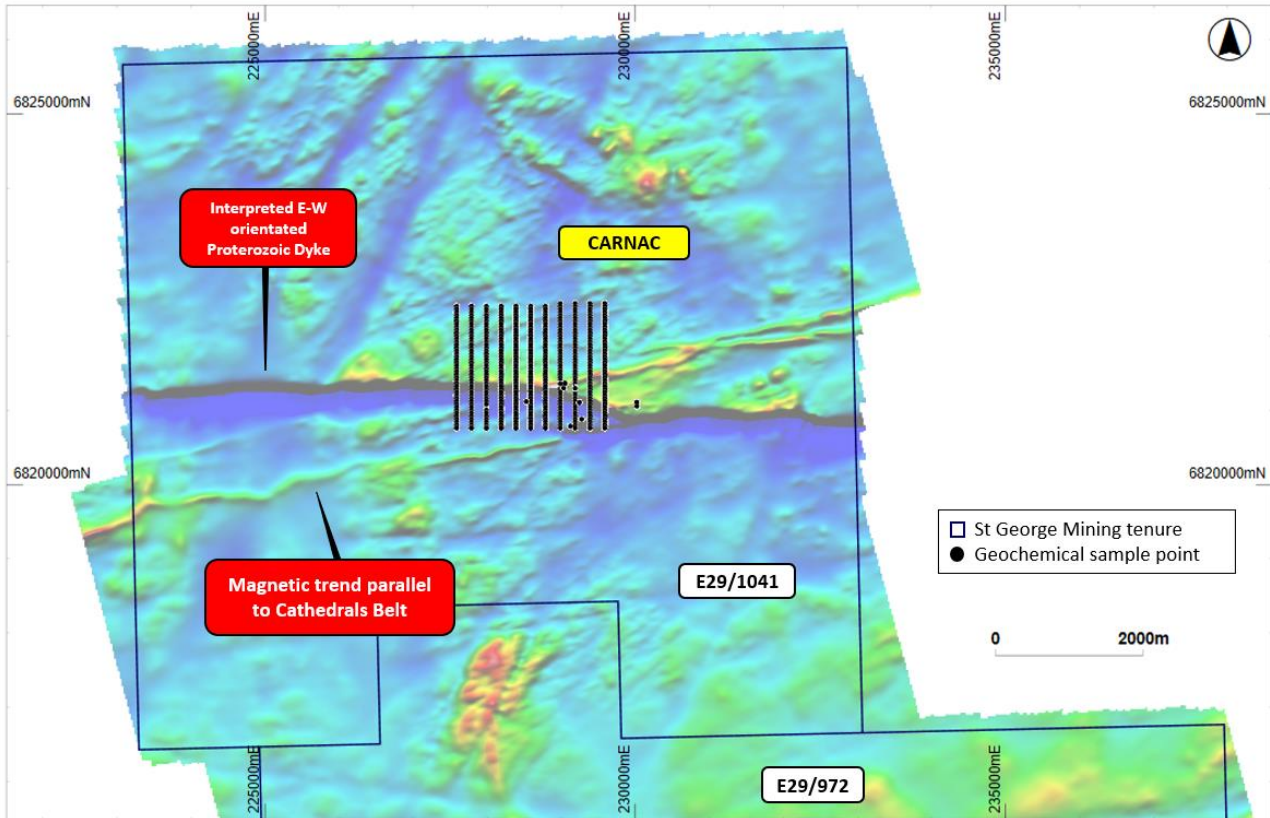 225000mE
230000mE
235000mE
6825000mN
6825000mN
Interpreted E-W
orientated
Proterozoic Dyke
CARNAC
6820000mN
6820000mN
St George Mining tenure
Geochemical sample point
Magnetic trend parallel
to Cathedrals Belt
E29/1041
0
2000m
225000mE
230000mE
235000mE
E29/972